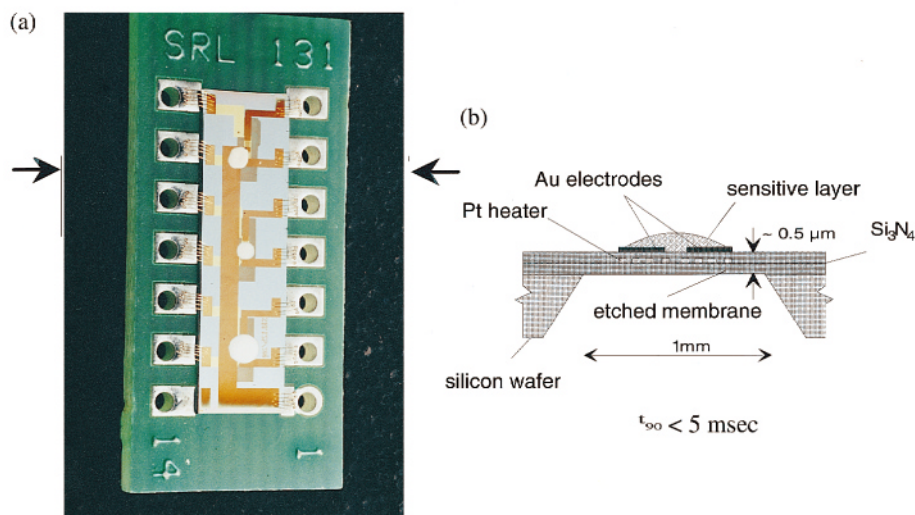 (a)
SRL 131
14
1
(b)
Au electrodes
sensitive layer
Pt heater
~ 0.5 µm
Si₃N₄
etched membrane
1mm
silicon wafer
t₉₀ < 5 msec